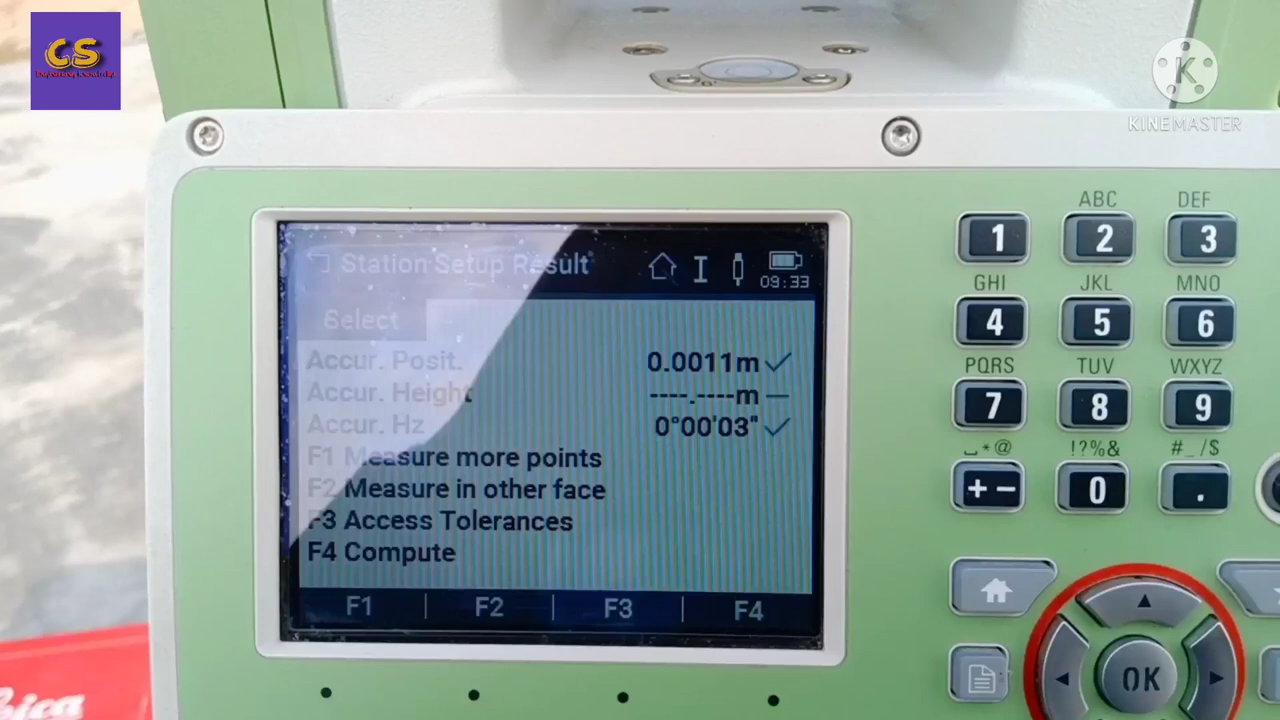 CS
KINEMASTER
Station Setup Result
09:33
Select
Accur. Posit. 0.0011m
Accur. Height ----.----m
Accur. Hz 0°00'03"
F1 Measure more points
F2 Measure in other face
F3 Access Tolerances
F4 Compute
F1 F2 F3 F4
ABC DEF
1 2 3
GHI JKL MNO
4 5 6
PQRS TUV WXYZ
7 8 9
*@ !?%& #_/$
+− 0 .
OK